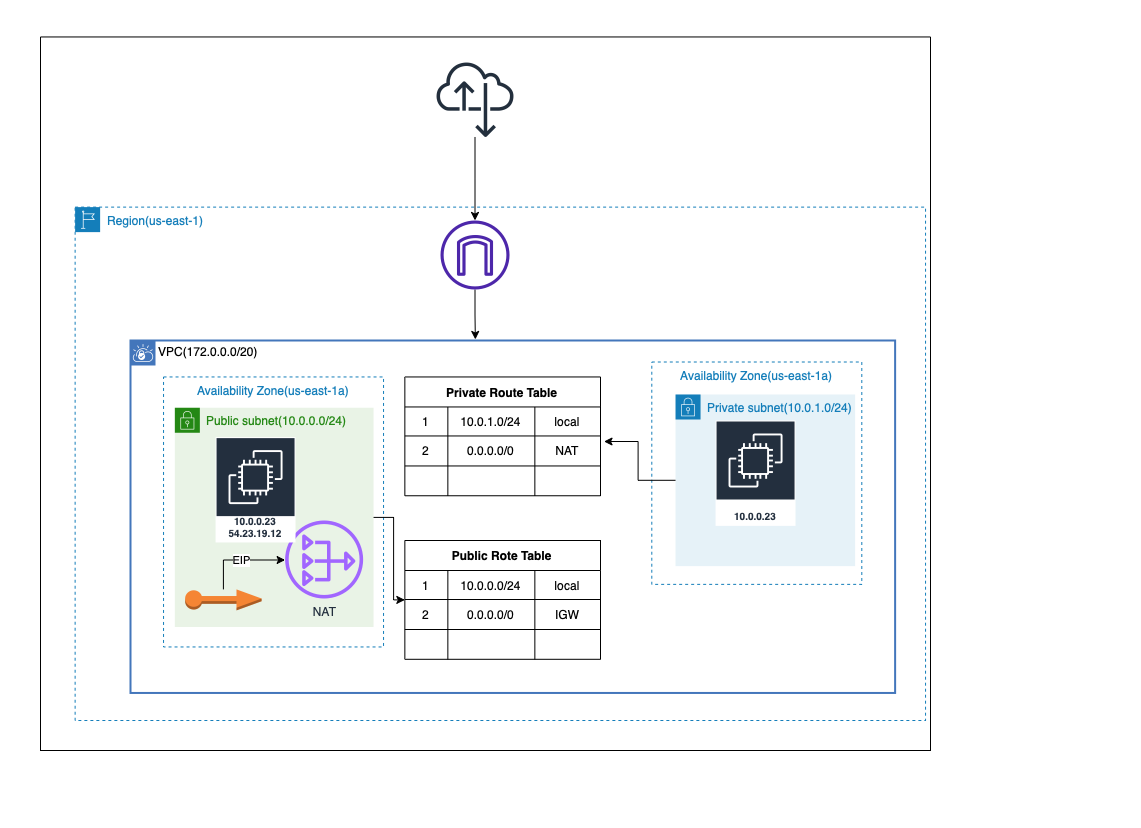 Region(us-east-1)
VPC(172.0.0.0/20)
Availability Zone(us-east-1a)
Public subnet(10.0.0.0/24)
10.0.0.23
54.23.19.12
EIP
NAT
Private Route Table
1 10.0.1.0/24 local
2 0.0.0.0/0 NAT
Public Rote Table
1 10.0.0.0/24 local
2 0.0.0.0/0 IGW
Availability Zone(us-east-1a)
Private subnet(10.0.1.0/24)
10.0.0.23